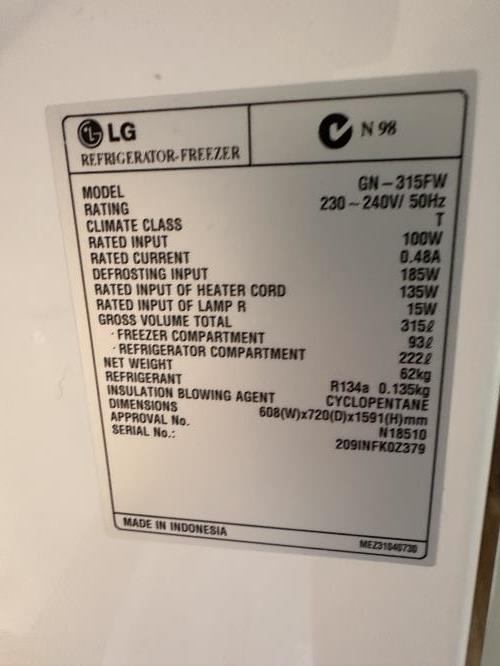 LG
REFRIGERATOR-FREEZER
N 98
MODEL GN-315FW
RATING 230~240V/ 50Hz
CLIMATE CLASS T
RATED INPUT 100W
RATED CURRENT 0.48A
DEFROSTING INPUT 185W
RATED INPUT OF HEATER CORD 135W
RATED INPUT OF LAMP R 15W
GROSS VOLUME TOTAL 315ℓ
· FREEZER COMPARTMENT 93ℓ
· REFRIGERATOR COMPARTMENT 222ℓ
NET WEIGHT 62kg
REFRIGERANT R134a 0.135kg
INSULATION BLOWING AGENT CYCLOPENTANE
DIMENSIONS 608(W)x720(D)x1591(H)mm
APPROVAL No. N18510
SERIAL No.: 209INFK0Z379
MADE IN INDONESIA
MEZ31640730